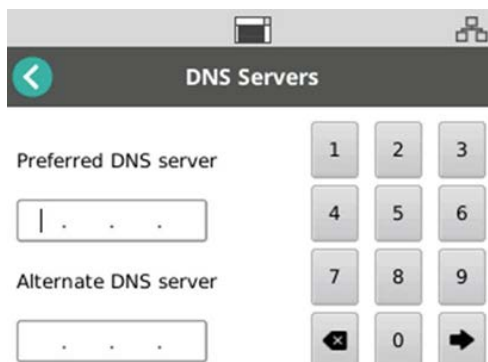 DNS Servers
Preferred DNS server
. . .
Alternate DNS server
. . .
1 2 3
4 5 6
7 8 9
0